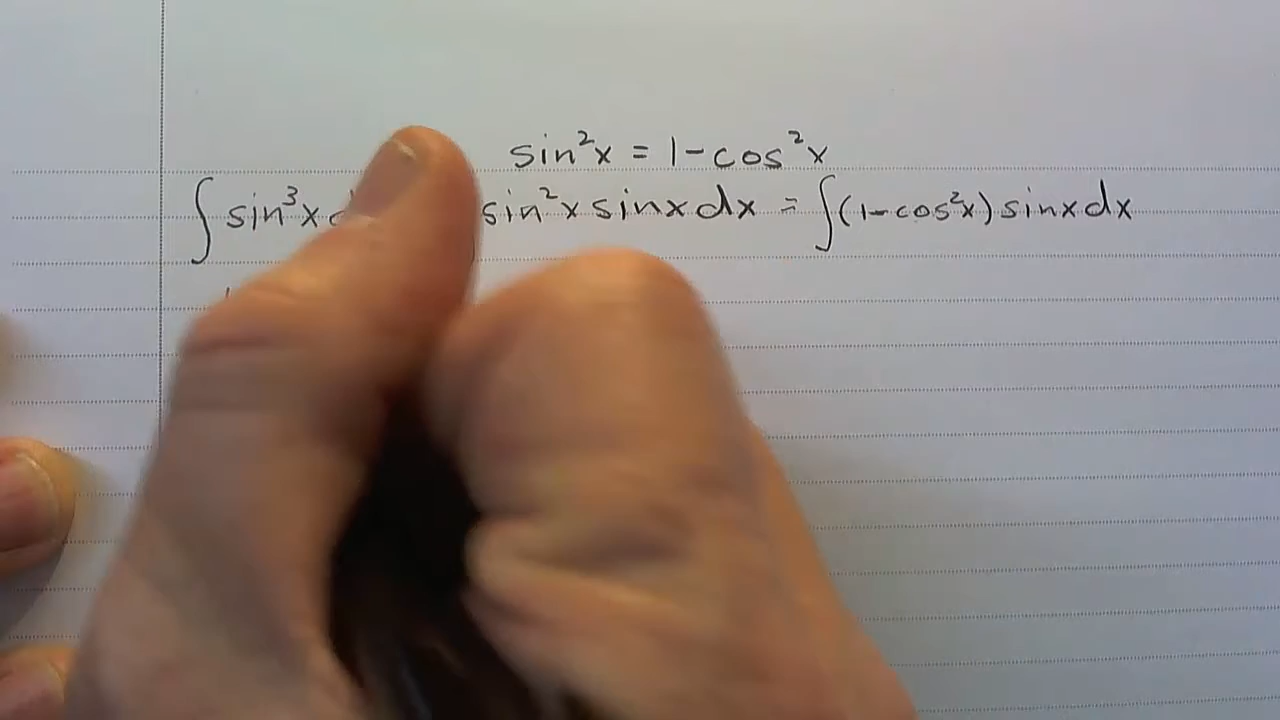 sin²x = 1-cos²x
∫ sin³x sin²x sinx dx = ∫(1-cos²x) sinx dx